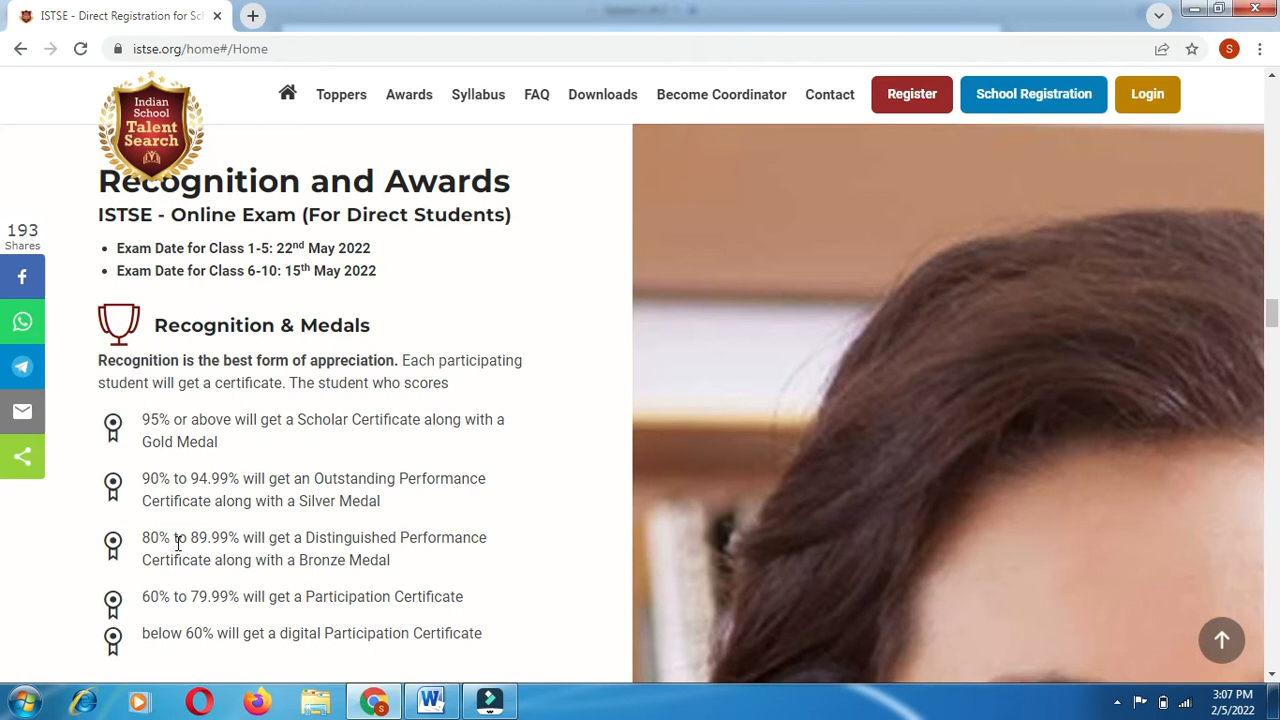 ISTSE - Direct Registration for Sc
istse.org/home#/Home
S
Indian
School
Talent
Search
Toppers
Awards
Syllabus
FAQ
Downloads
Become Coordinator
Contact
Register
School Registration
Login
Recognition and Awards
ISTSE - Online Exam (For Direct Students)
• Exam Date for Class 1-5: 22nd May 2022
• Exam Date for Class 6-10: 15th May 2022
193
Shares
Recognition & Medals
Recognition is the best form of appreciation. Each participating
student will get a certificate. The student who scores
95% or above will get a Scholar Certificate along with a
Gold Medal
90% to 94.99% will get an Outstanding Performance
Certificate along with a Silver Medal
80% to 89.99% will get a Distinguished Performance
Certificate along with a Bronze Medal
60% to 79.99% will get a Participation Certificate
below 60% will get a digital Participation Certificate
3:07 PM
2/5/2022